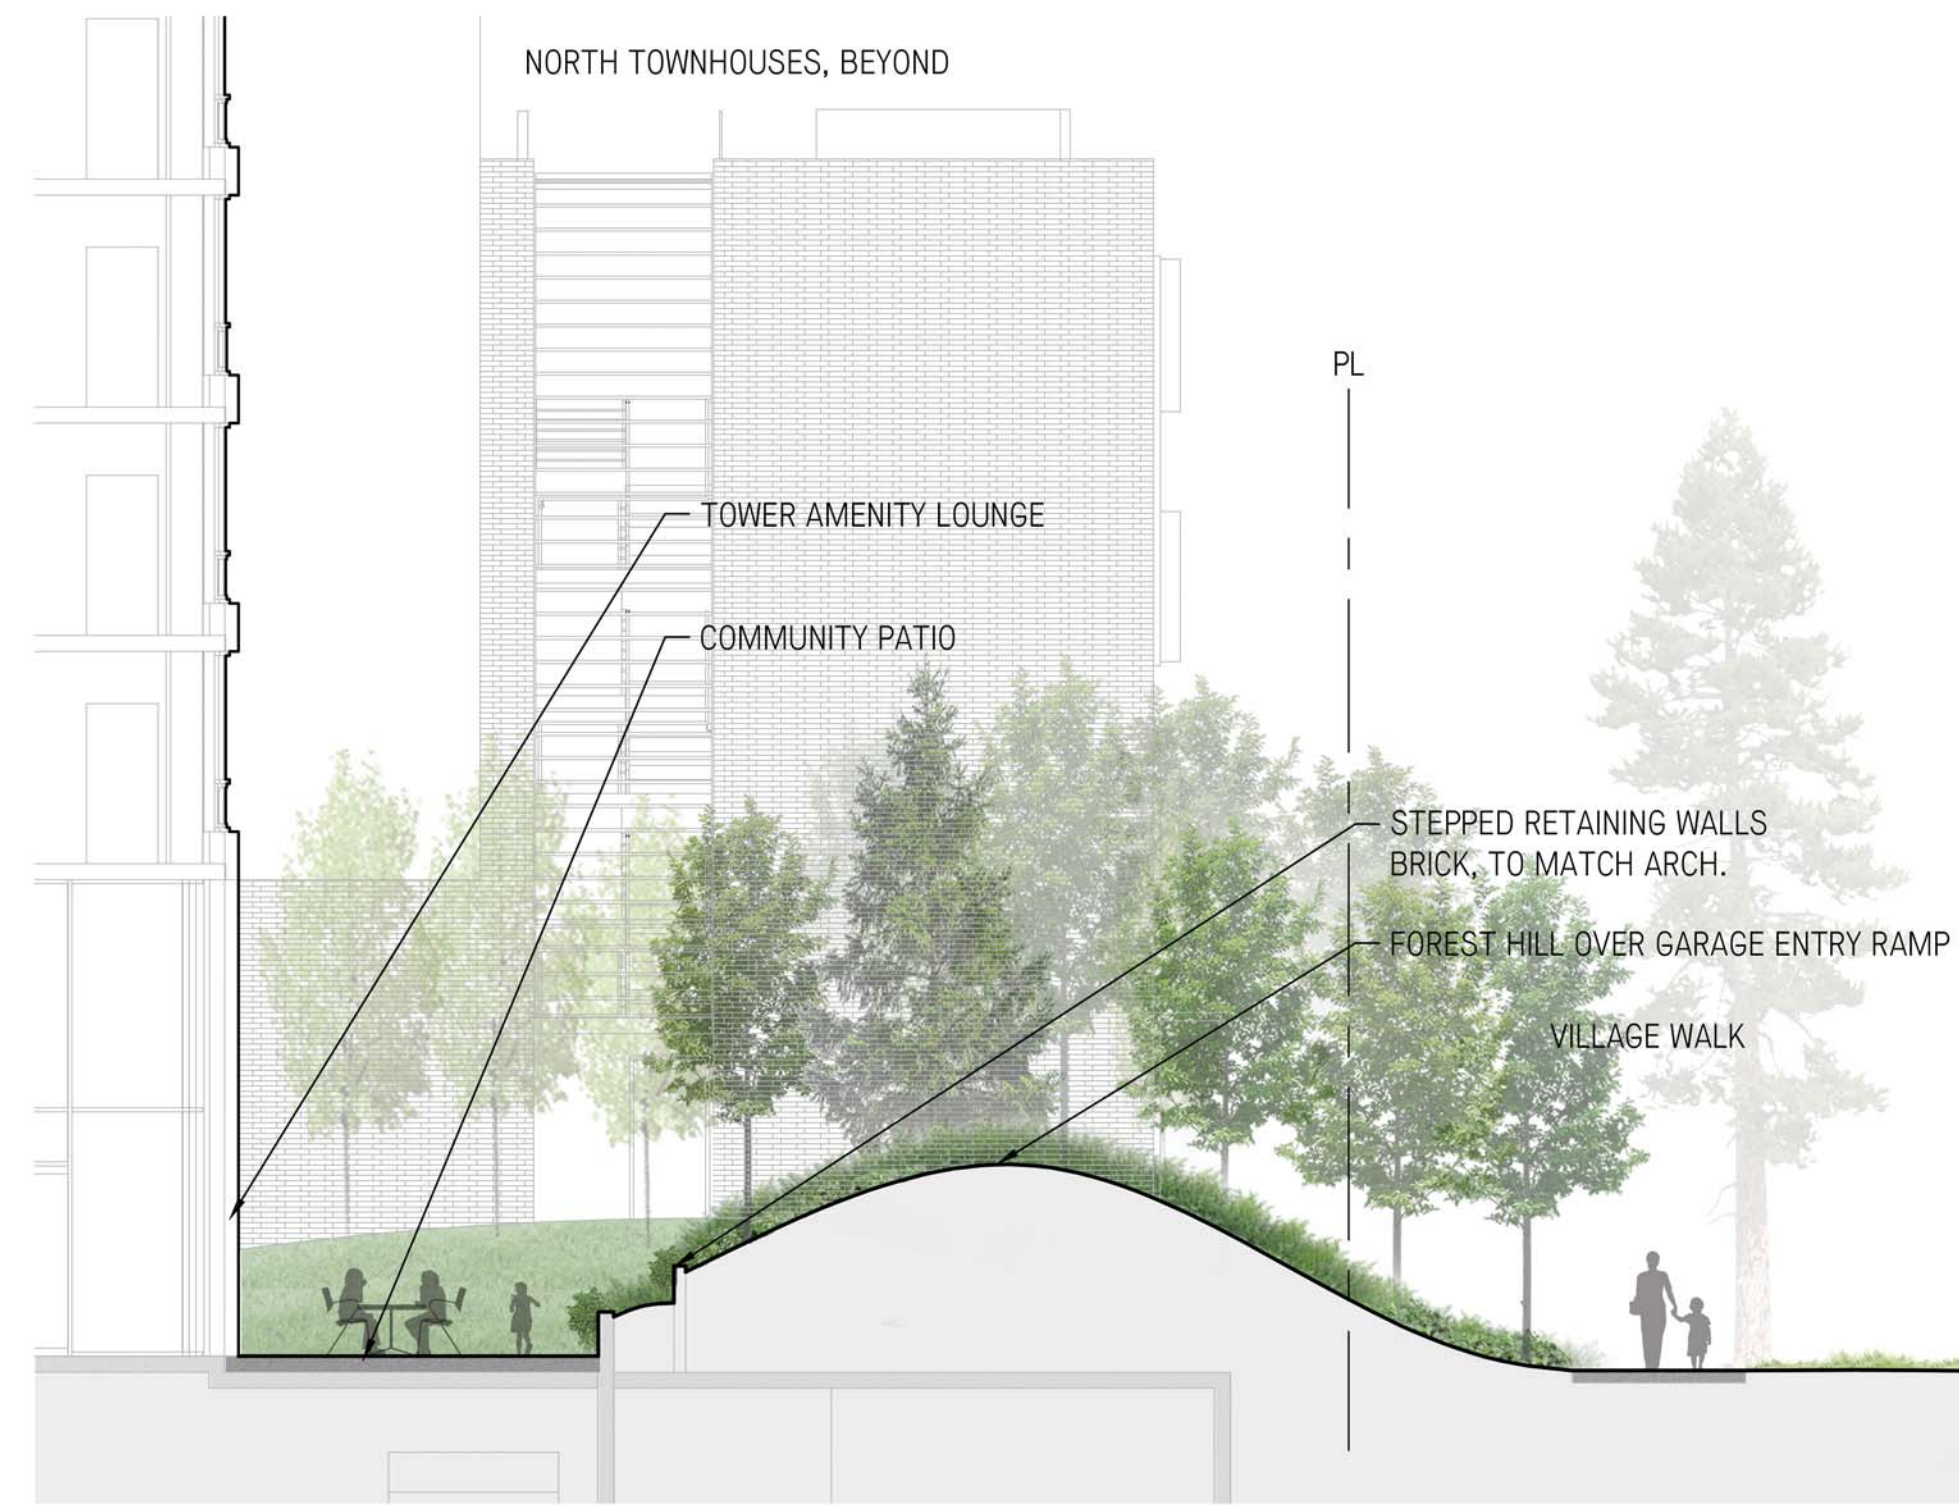 NORTH TOWNHOUSES, BEYOND
PL
TOWER AMENITY LOUNGE
COMMUNITY PATIO
STEPPED RETAINING WALLS
BRICK, TO MATCH ARCH.
FOREST HILL OVER GARAGE ENTRY RAMP
VILLAGE WALK